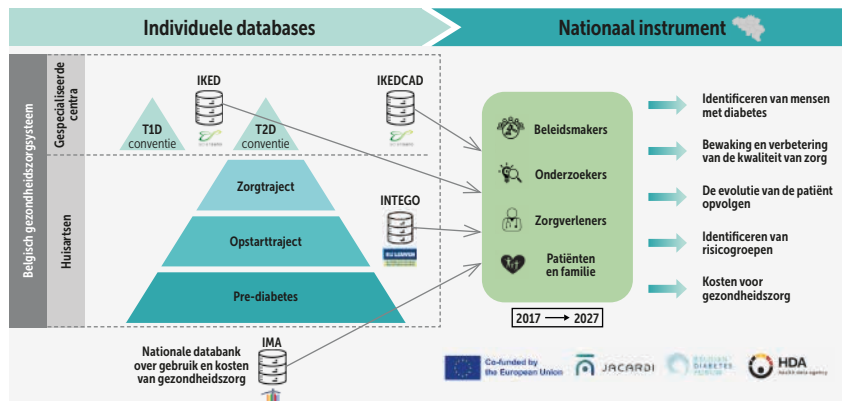 Individuele databases
Nationaal instrument
Belgisch gezondheidszorgsysteem
Gespecialiseerde
centra
Huisartsen
IKED
IKEDCAD
T1D
conventie
T2D
conventie
Zorgtraject
Opstarttraject
Pre-diabetes
INTEGO
KU LEUVEN
IMA
Nationale databank
over gebruik en kosten
van gezondheidszorg
Beleidsmakers
Onderzoekers
Zorgverleners
Patiënten
en familie
2017 → 2027
Identificeren van mensen
met diabetes
Bewaking en verbetering
van de kwaliteit van zorg
De evolutie van de patiënt
opvolgen
Identificeren van
risicogroepen
Kosten voor
gezondheidszorg
Co-funded by
the European Union
JACARDI
BELGIAN
DIABETES
FORUM
HDA
health data agency